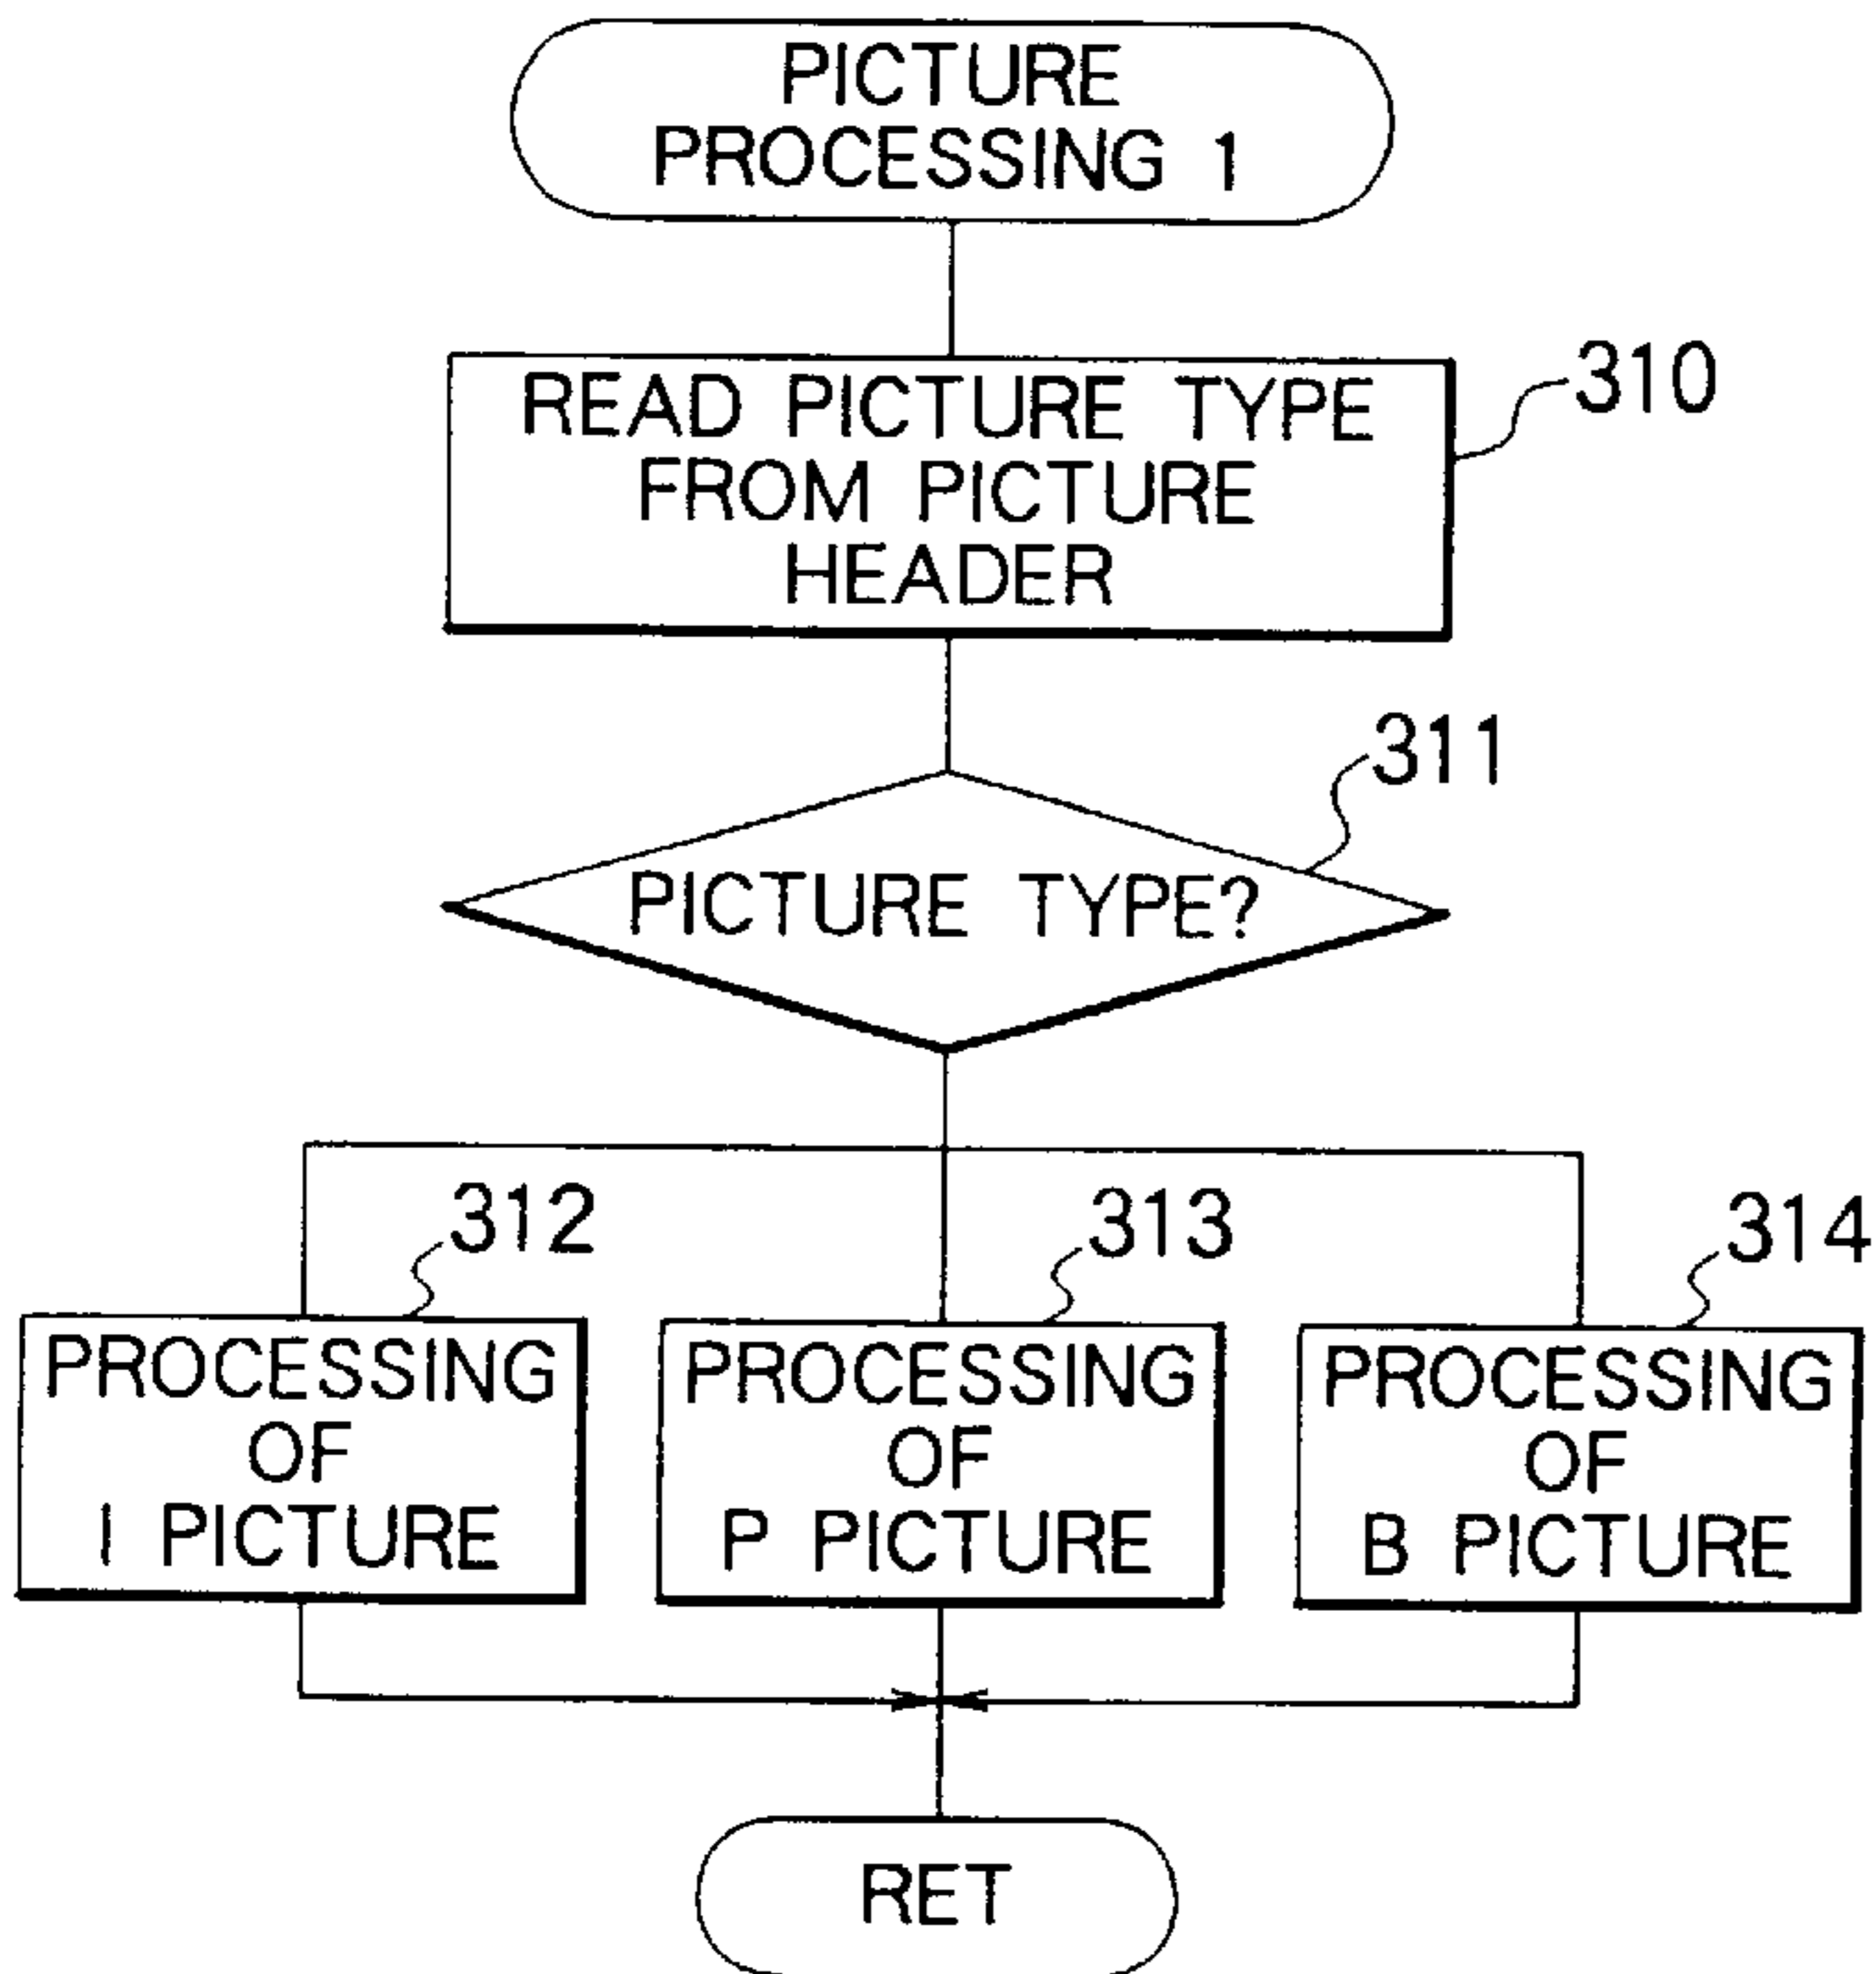 PICTURE
PROCESSING 1
READ PICTURE TYPE
FROM PICTURE
HEADER
310
PICTURE TYPE?
311
312
PROCESSING
OF
I PICTURE
313
PROCESSING
OF
P PICTURE
314
PROCESSING
OF
B PICTURE
RET